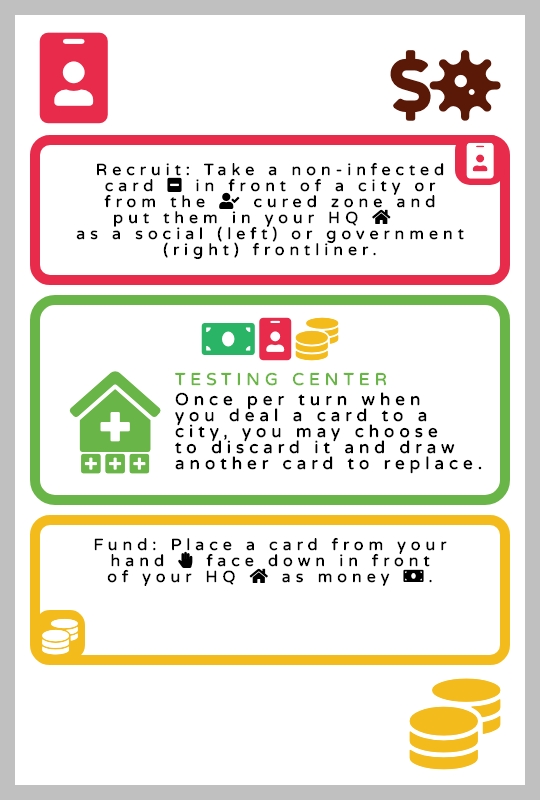 $
Recruit: Take a non-infected
card in front of a city or
from the cured zone and
put them in your HQ
as a social (left) or government
(right) frontliner.
TESTING CENTER
Once per turn when
you deal a card to a
city, you may choose
to discard it and draw
another card to replace.
Fund: Place a card from your
hand face down in front
of your HQ as money .